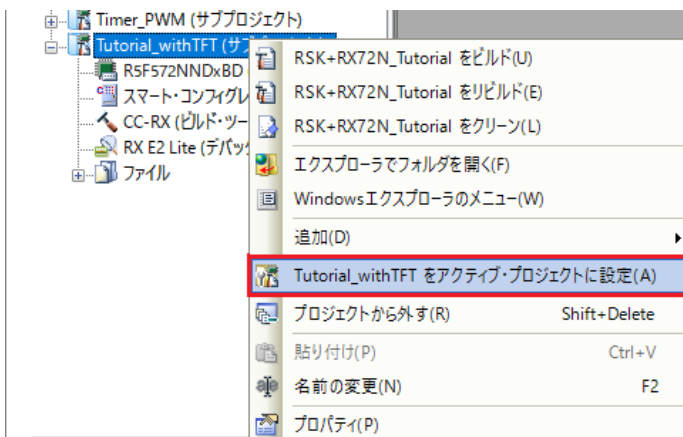 Timer_PWM (サブプロジェクト)
Tutorial_withTFT (サブ
R5F572NNDxBD
スマート・コンフィグレ
CC-RX (ビルド・ツー
RX E2 Lite (デバッ
ファイル
RSK+RX72N_Tutorial をビルド(U)
RSK+RX72N_Tutorial をリビルド(E)
RSK+RX72N_Tutorial をクリーン(L)
エクスプローラでフォルダを開く(F)
Windowsエクスプローラのメニュー(W)
追加(D)
Tutorial_withTFT をアクティブ・プロジェクトに設定(A)
プロジェクトから外す(R) Shift+Delete
貼り付け(P) Ctrl+V
名前の変更(N) F2
プロパティ(P)